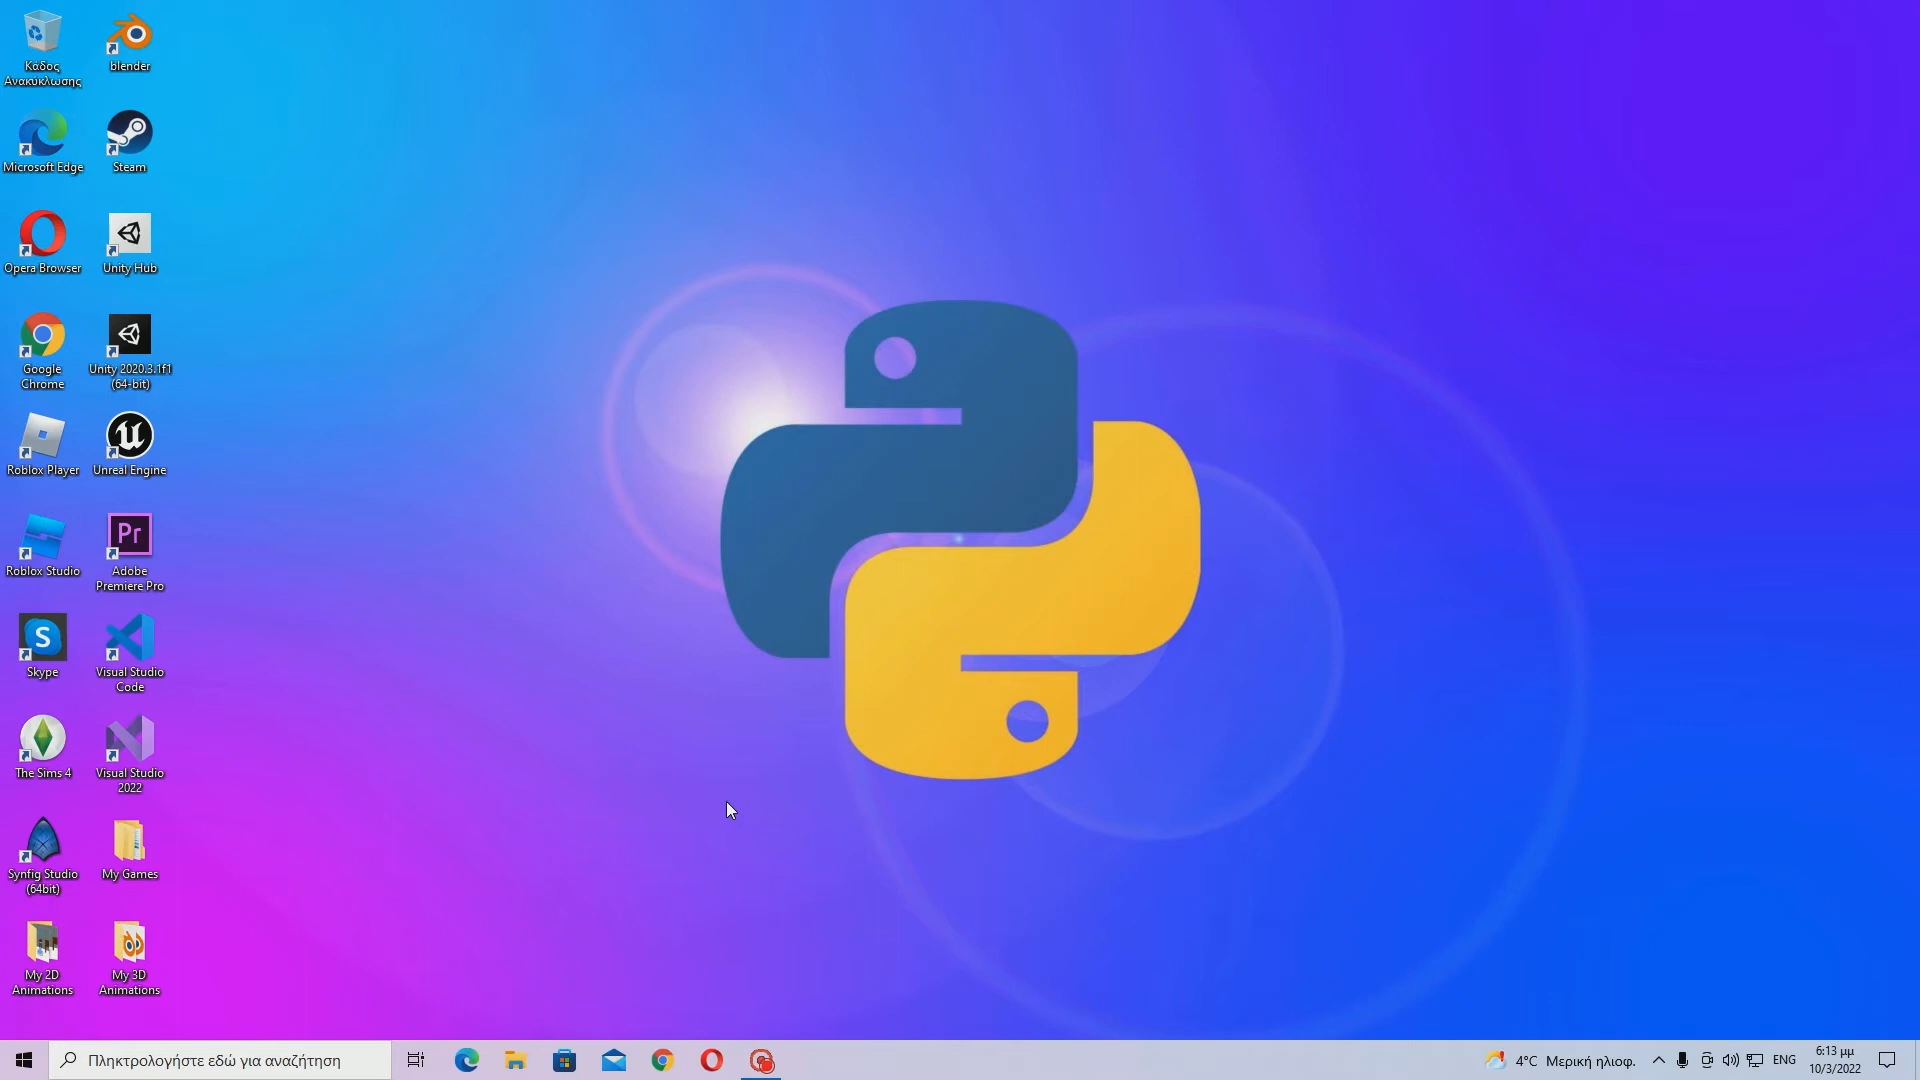 Κάδος
Ανακύκλωσης
blender
Microsoft Edge
Steam
Opera Browser
Unity Hub
Google
Chrome
Unity 2020.3.1f1
(64-bit)
Roblox Player
Unreal Engine
Roblox Studio
Pr
Adobe
Premiere Pro
S
Skype
Visual Studio
Code
The Sims 4
Visual Studio
2022
Synfig Studio
(64bit)
My Games
My 2D
Animations
My 3D
Animations
Πληκτρολογήστε εδώ για αναζήτηση
4°C Μερική ηλιοφ.
ENG
6:13 μμ
10/3/2022